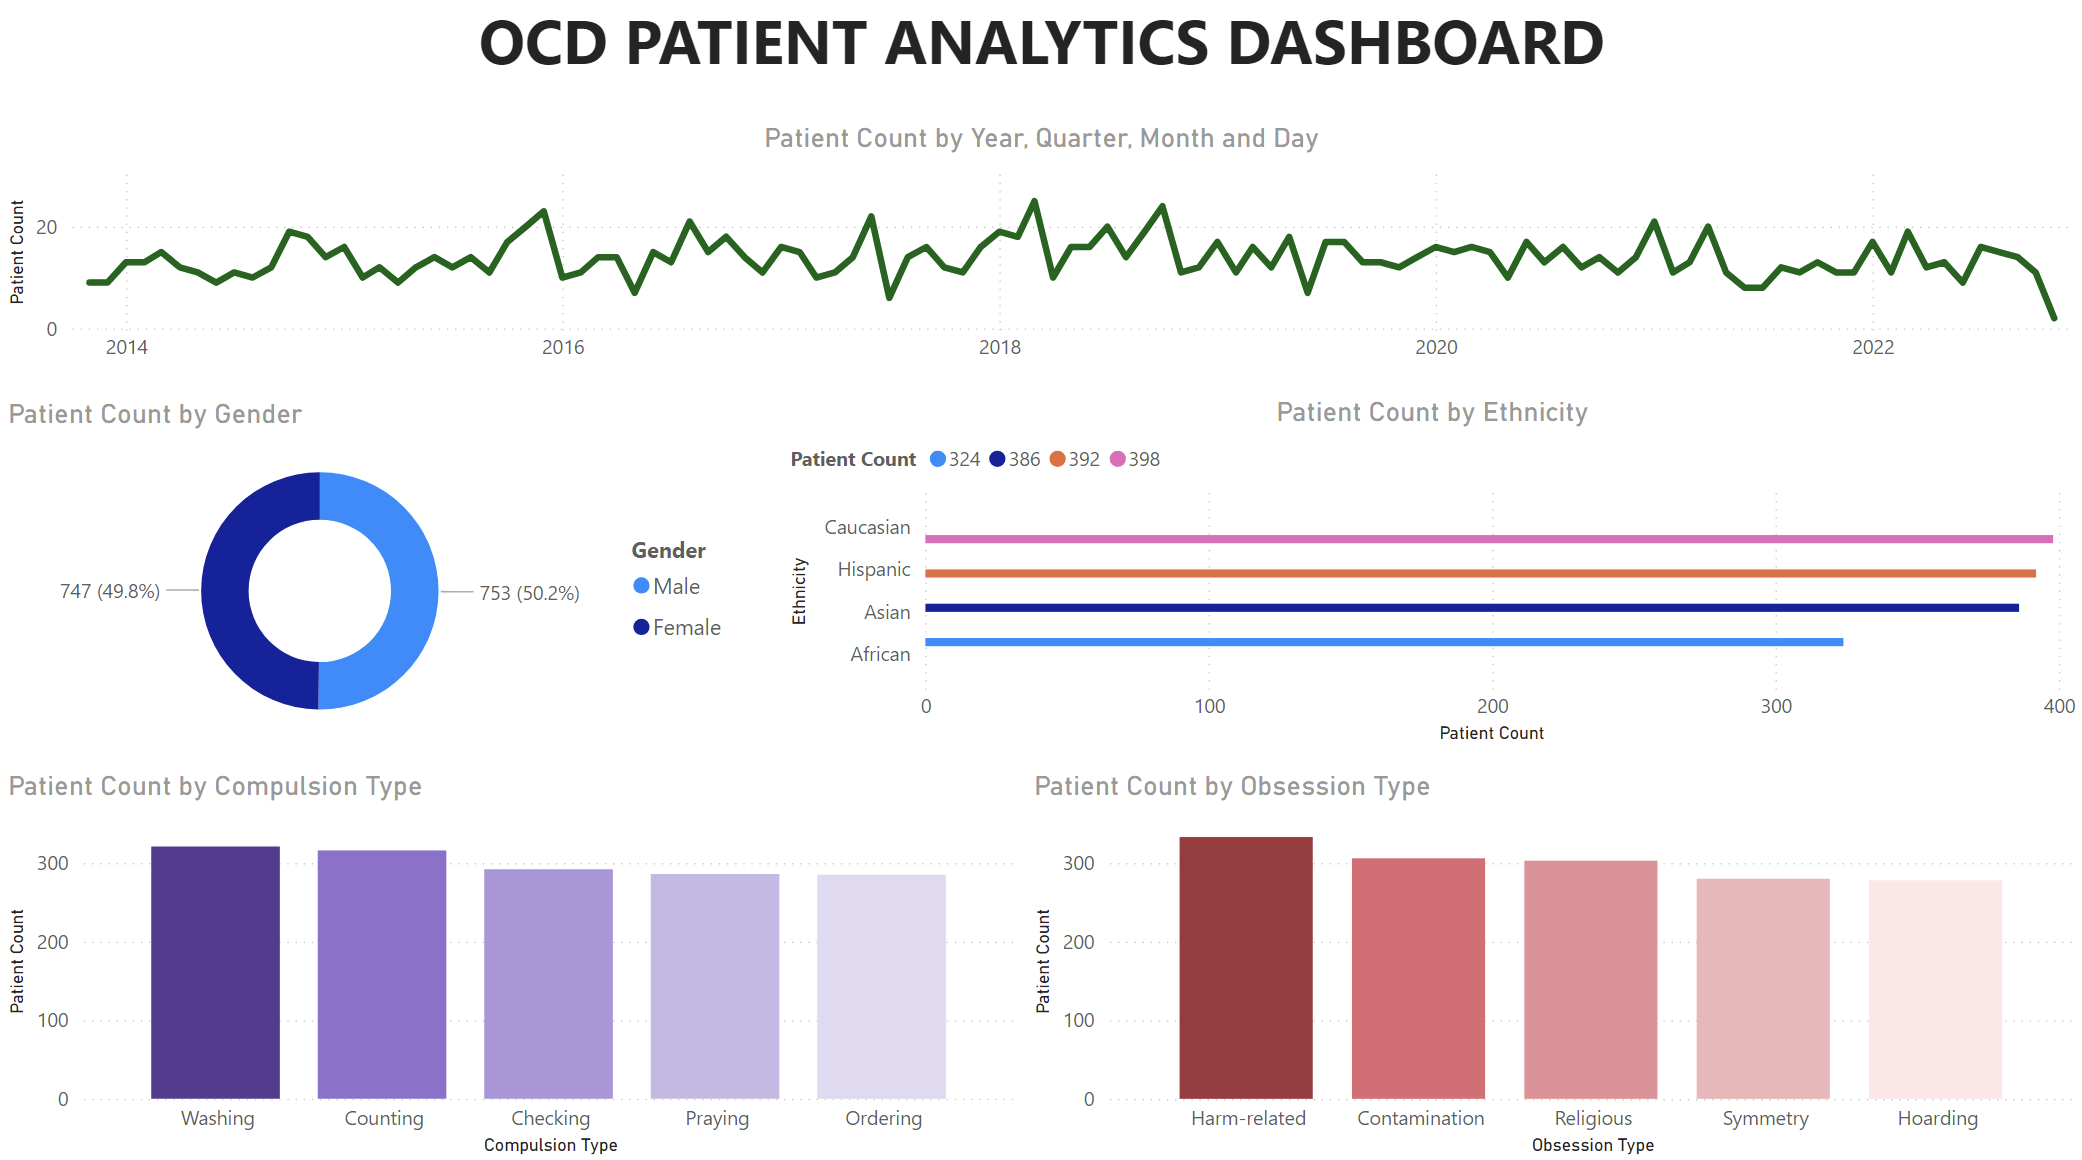 OCD PATIENT ANALYTICS DASHBOARD
Patient Count by Year, Quarter, Month and Day
Patient Count
20
0
2014 2016 2018 2020 2022
Patient Count by Gender
747 (49.8%)
753 (50.2%)
Gender
Male
Female
Patient Count by Ethnicity
Patient Count 324 386 392 398
Ethnicity
Caucasian
Hispanic
Asian
African
0 100 200 300 400
Patient Count
Patient Count by Compulsion Type
Patient Count
300
200
100
0
Washing Counting Checking Praying Ordering
Compulsion Type
Patient Count by Obsession Type
Patient Count
300
200
100
0
Harm-related Contamination Religious Symmetry Hoarding
Obsession Type